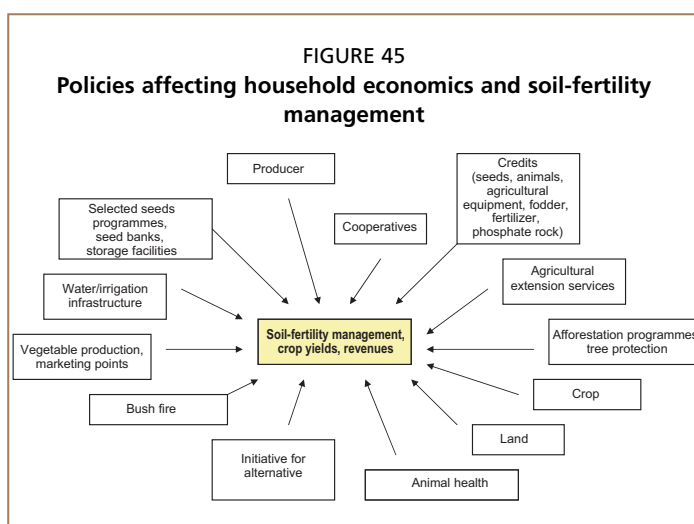 FIGURE 45
Policies affecting household economics and soil-fertility
management
Producer
Credits
(seeds, animals,
agricultural
equipment, fodder,
fertilizer,
phosphate rock)
Selected seeds
programmes,
seed banks,
storage facilities
Cooperatives
Water/irrigation
infrastructure
Agricultural
extension services
Soil-fertility management,
crop yields, revenues
Vegetable production,
marketing points
Afforestation programmes
tree protection
Bush fire
Crop
Land
Initiative for
alternative
Animal health